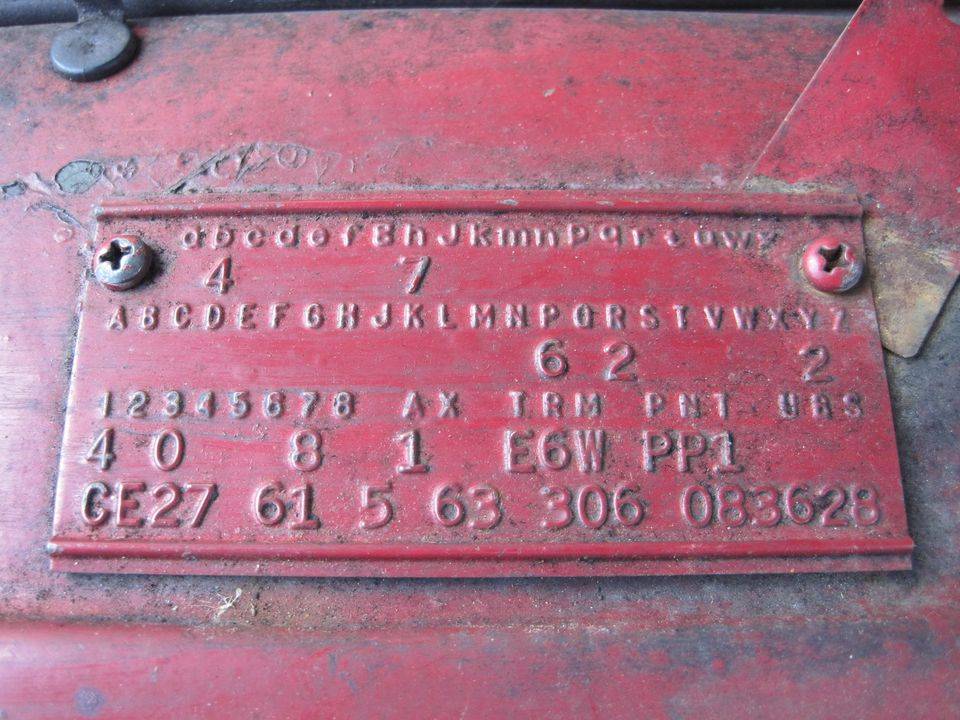 abcdefghJkmnpqrtuwy
4 7
ABCDEFGHJKLMNPQRSTVWXYZ
6 2 2
12345678 AX TRM PNT UBS
4 0 8 1 E6W PP1
CE27 61 5 63 306 083628